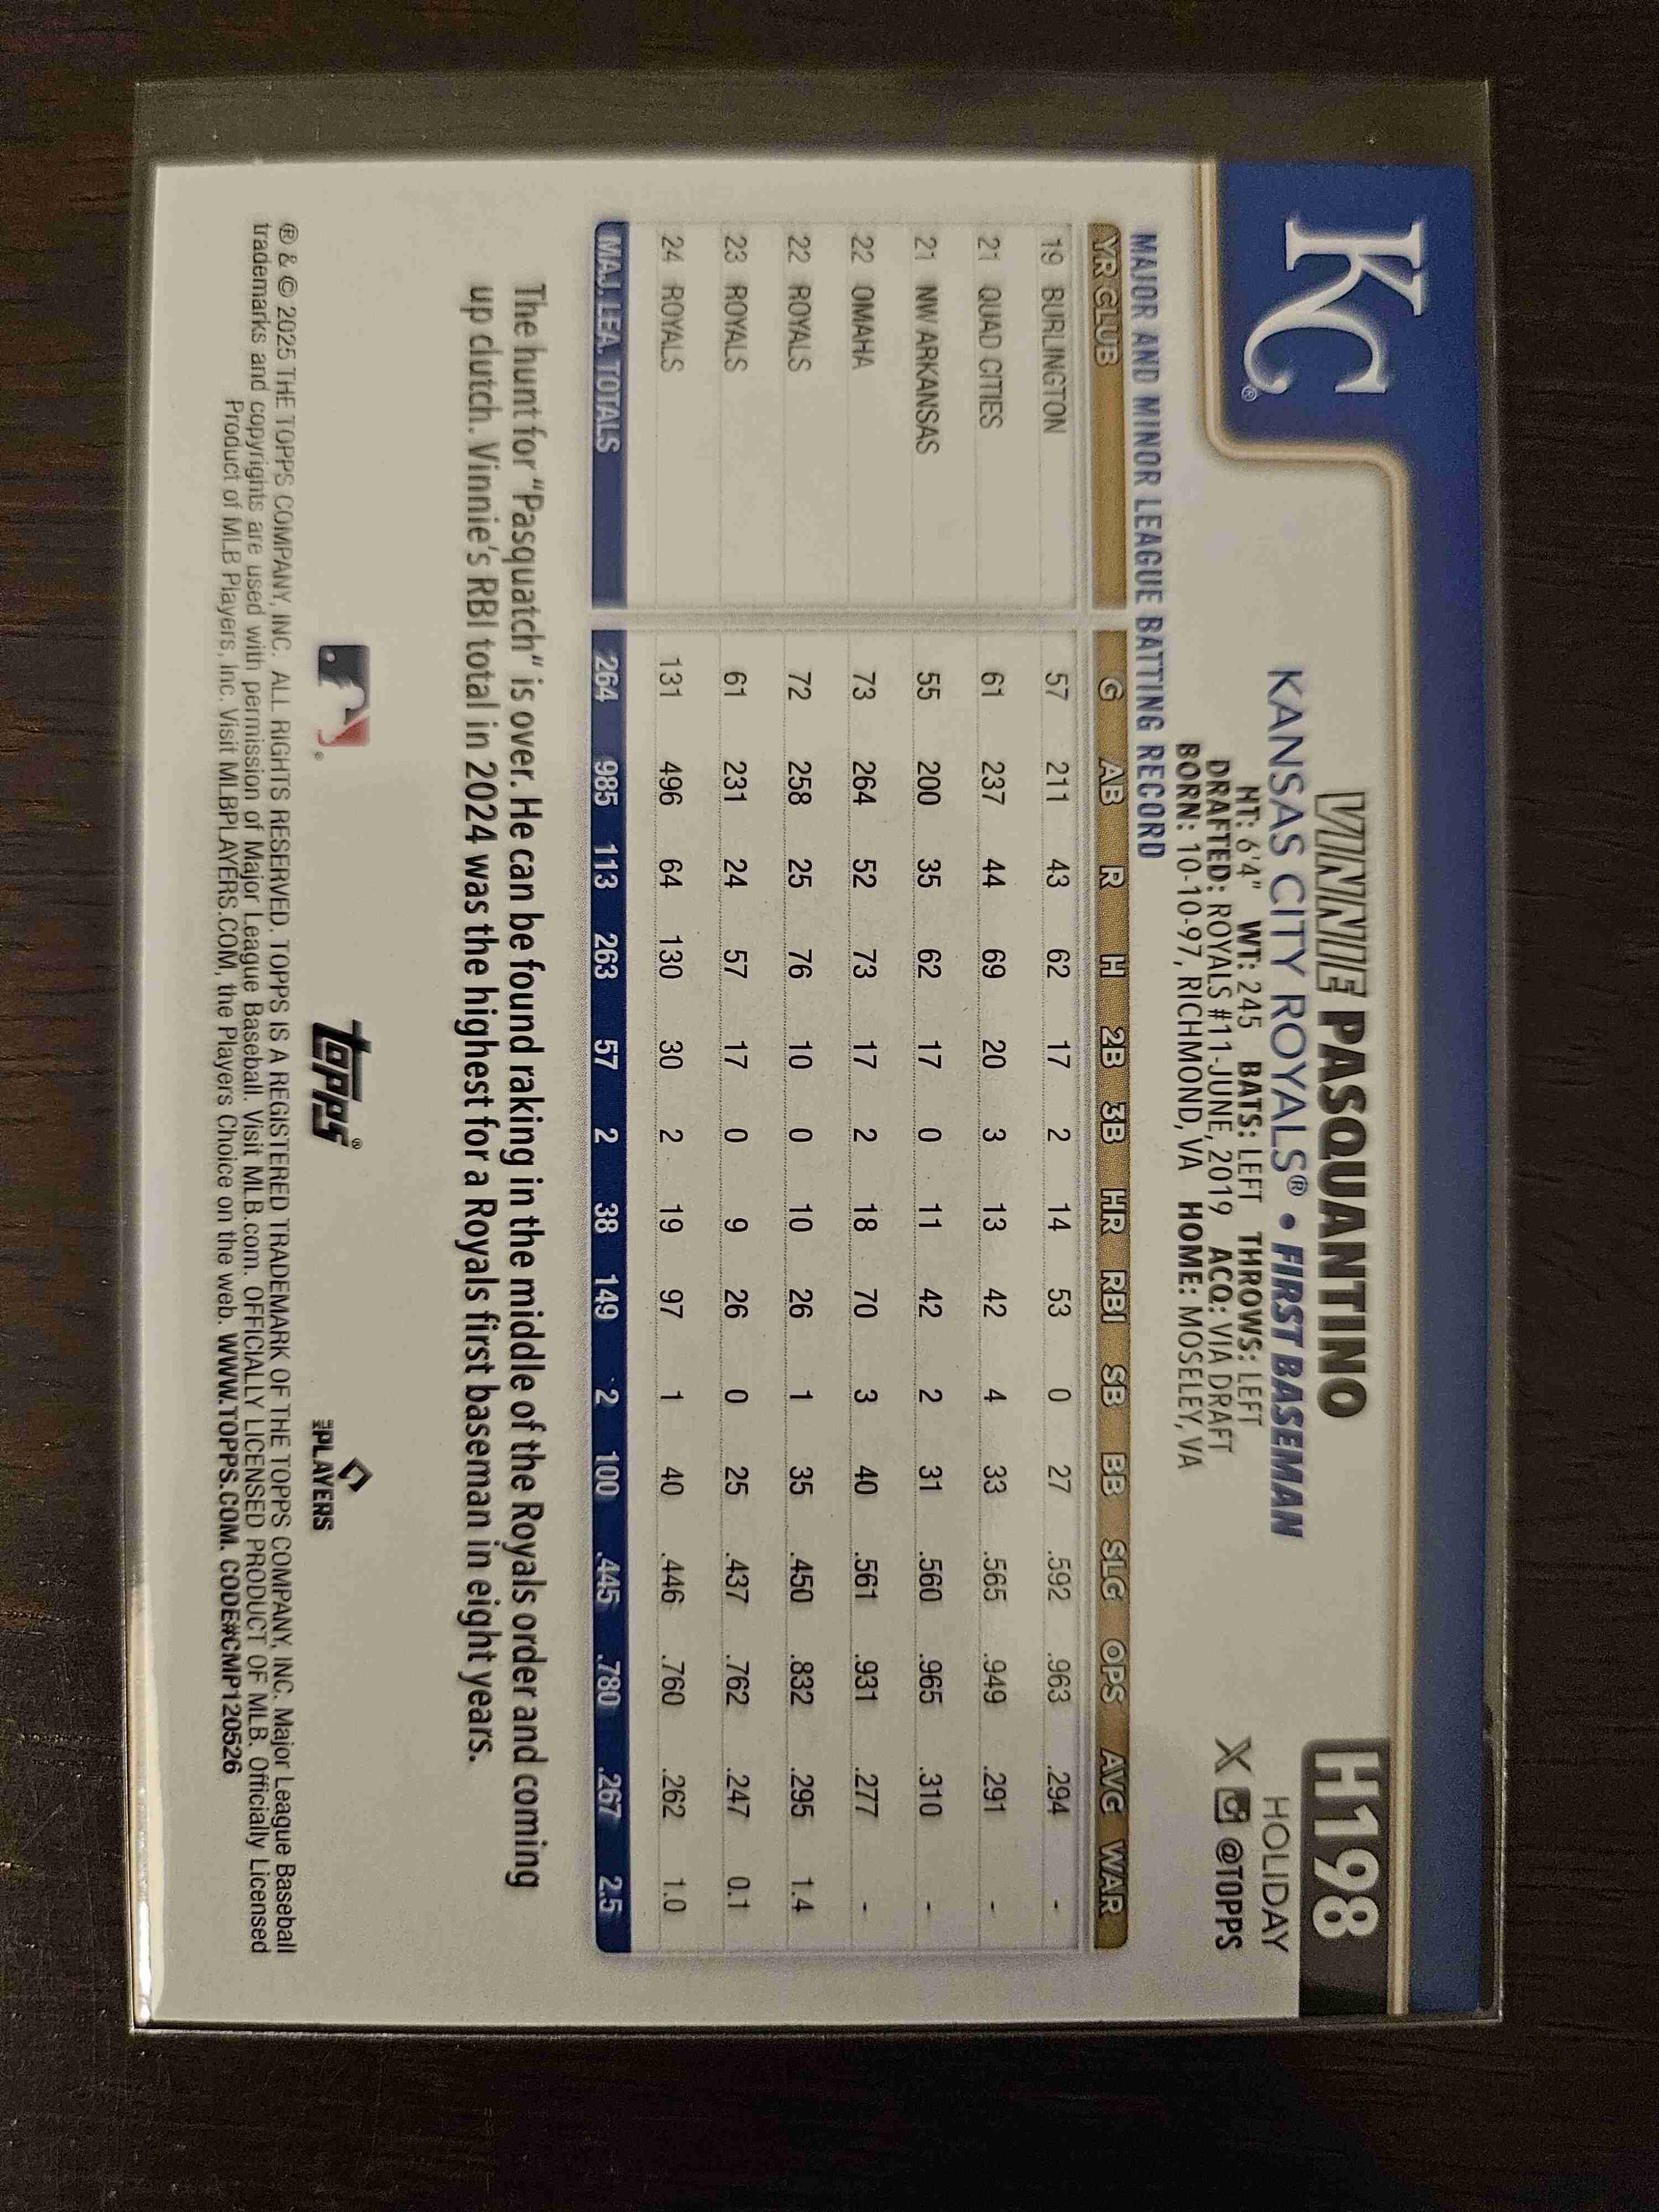 KC®
H198
VINNIE PASQUANTINO
HOLIDAY
KANSAS CITY ROYALS® • FIRST BASEMAN
X @TOPPS
HT: 6'4" WT: 245 BATS: LEFT THROWS: LEFT
DRAFTED: ROYALS #11-JUNE, 2019 ACQ: VIA DRAFT
BORN: 10-10-97, RICHMOND, VA HOME: MOSELEY, VA
MAJOR AND MINOR LEAGUE BATTING RECORD
YR CLUB G AB R H 2B 3B HR RBI SB BB SLG OPS AVG WAR
19 BURLINGTON 57 211 43 62 17 2 14 53 0 27 .592 .963 .294 -
21 QUAD CITIES 61 237 44 69 20 3 13 42 4 33 .565 .949 .291 -
21 NW ARKANSAS 55 200 35 62 17 0 11 42 2 31 .560 .965 .310 -
22 OMAHA 73 264 52 73 17 2 18 70 3 40 .561 .931 .277 -
22 ROYALS 72 258 25 76 10 0 10 26 1 35 .450 .832 .295 1.4
23 ROYALS 61 231 24 57 17 0 9 26 0 25 .437 .762 .247 0.1
24 ROYALS 131 496 64 130 30 2 19 97 1 40 .446 .760 .262 1.0
MAJ. LEA. TOTALS 264 985 113 263 57 2 38 149 2 100 .445 .780 .267 2.5
The hunt for "Pasquatch" is over. He can be found raking in the middle of the Royals order and coming
up clutch. Vinnie's RBI total in 2024 was the highest for a Royals first baseman in eight years.
topps®
PLAYERS
® & © 2025 THE TOPPS COMPANY, INC. ALL RIGHTS RESERVED. TOPPS IS A REGISTERED TRADEMARK OF THE TOPPS COMPANY, INC. Major League Baseball
trademarks and copyrights are used with permission of Major League Baseball. Visit MLB.com. OFFICIALLY LICENSED PRODUCT OF MLB. Officially Licensed
Product of MLB Players, Inc. Visit MLBPLAYERS.COM, the Players Choice on the web. WWW.TOPPS.COM. CODE#CMP120526